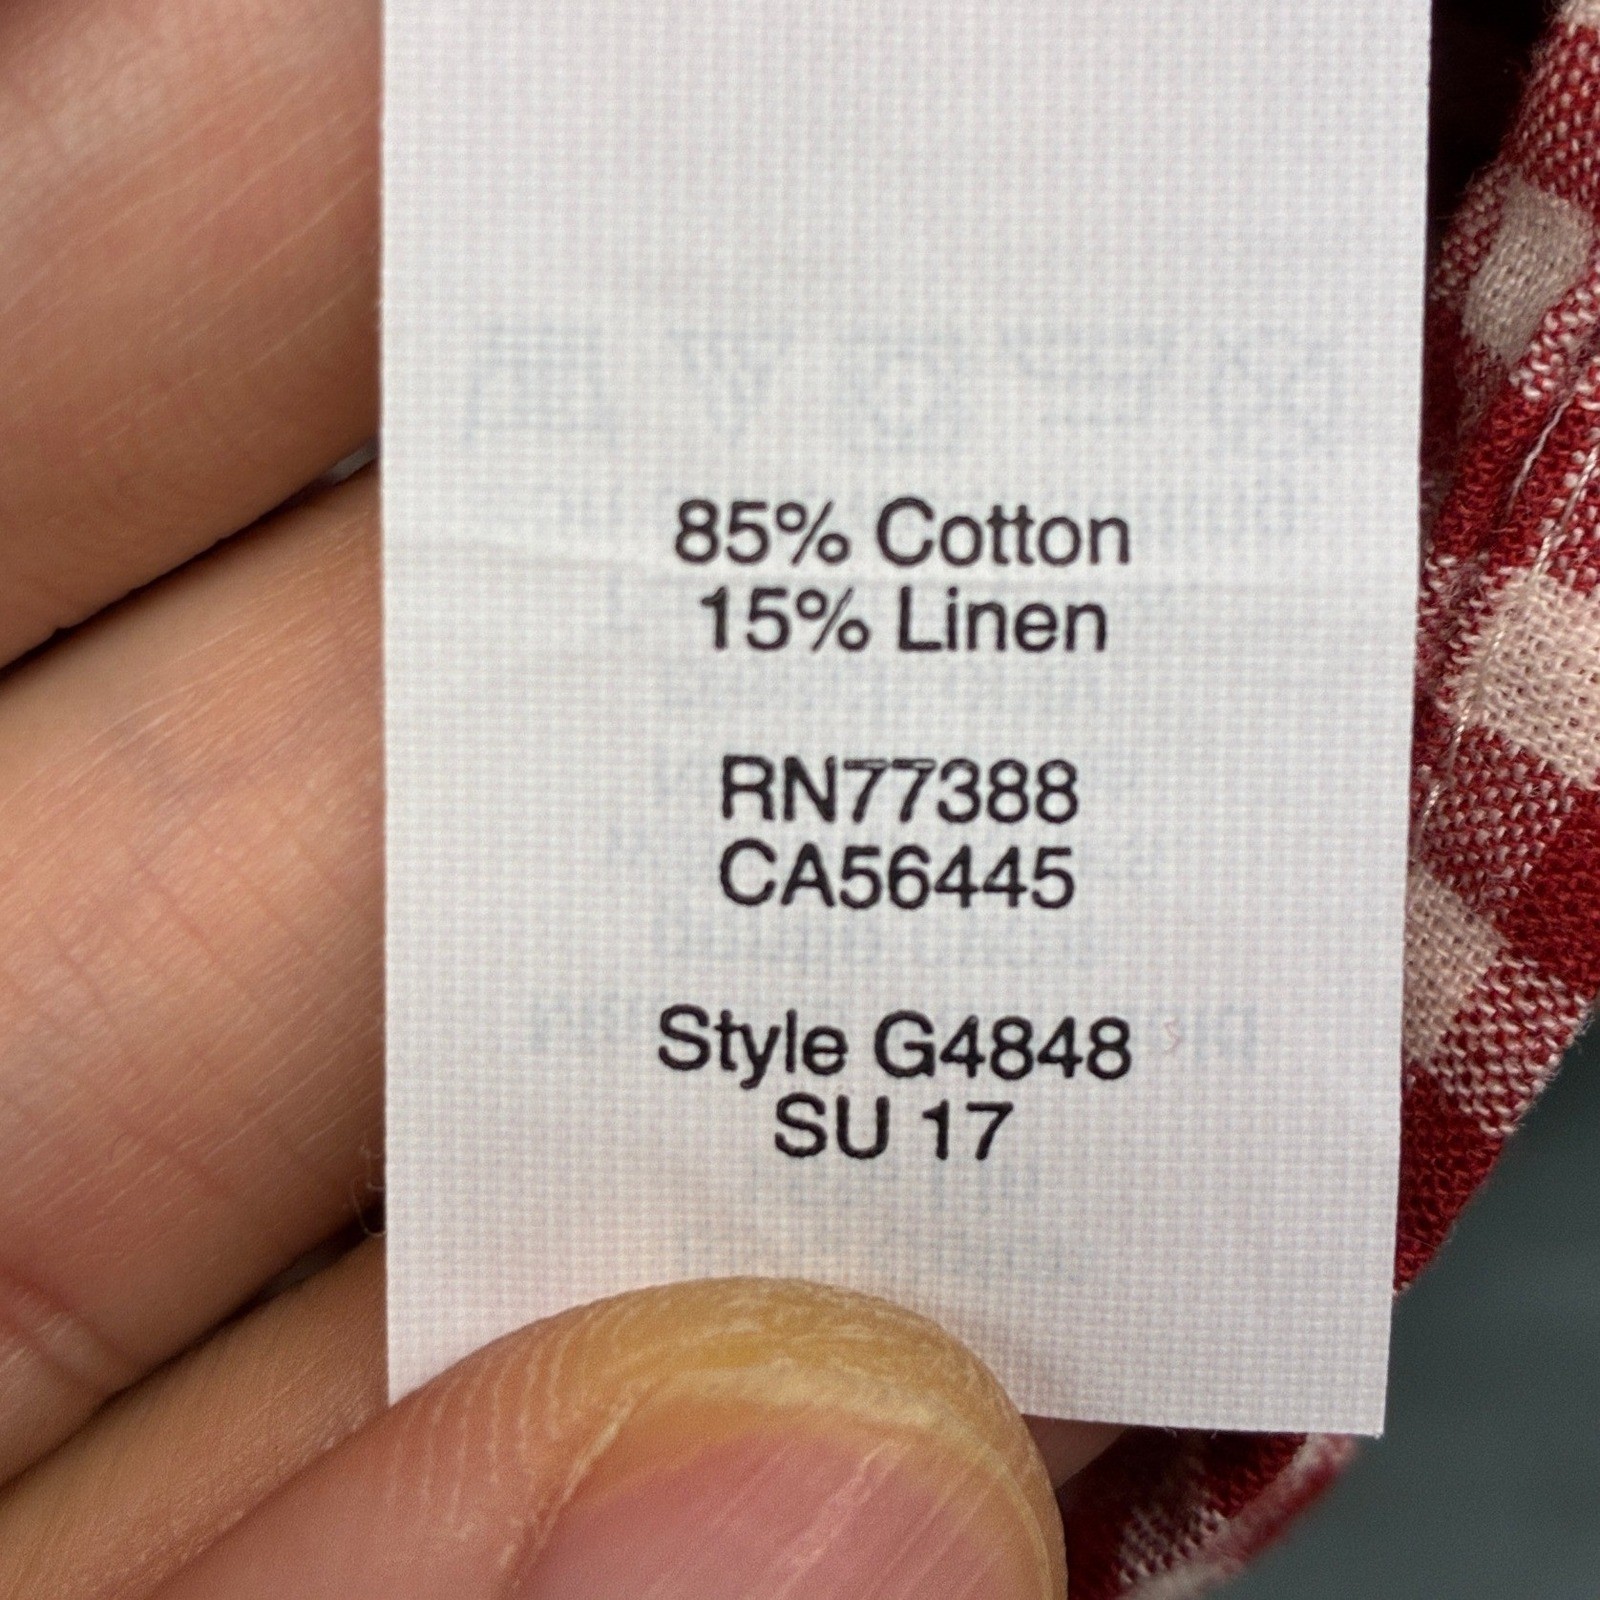 85% Cotton
15% Linen
RN77388
CA56445
Style G4848
SU 17